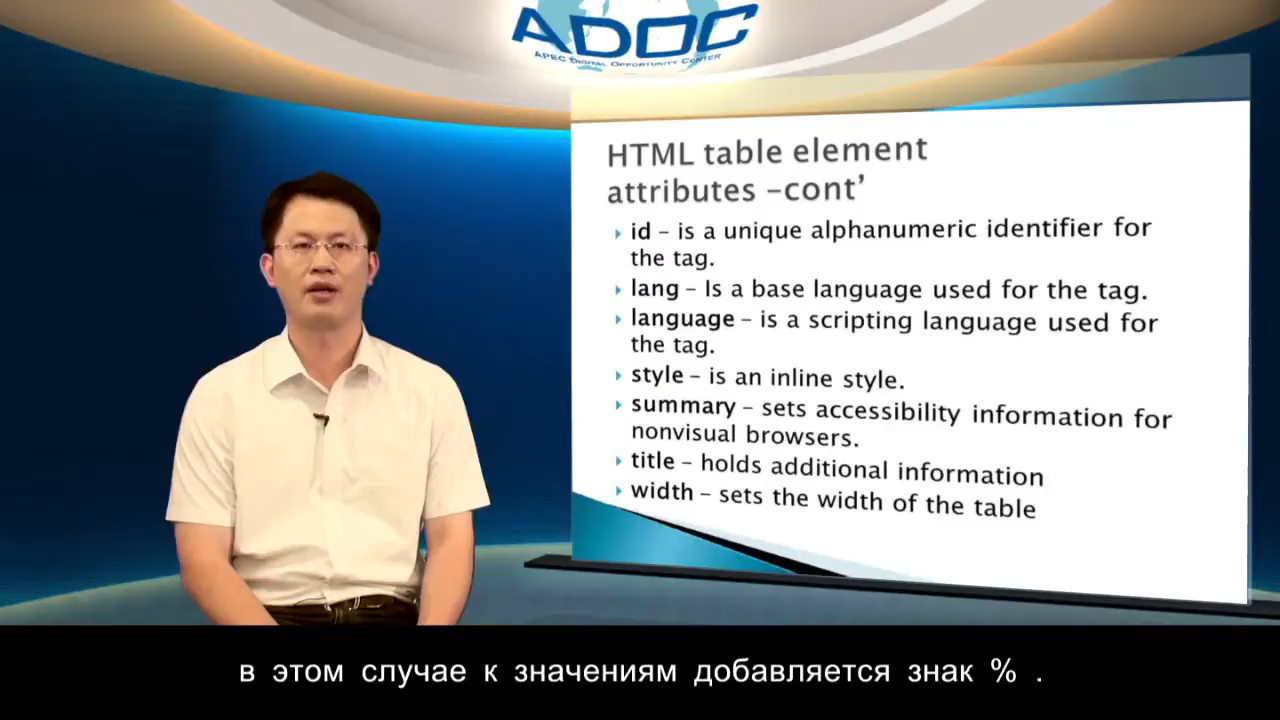 ADOC
APEC DIGITAL OPPORTUNITY CENTER
HTML table element
attributes –cont’
id – is a unique alphanumeric identifier for
the tag.
lang – Is a base language used for the tag.
language – is a scripting language used for
the tag.
style – is an inline style.
summary – sets accessibility information for
nonvisual browsers.
title – holds additional information
width – sets the width of the table
в этом случае к значениям добавляется знак % .